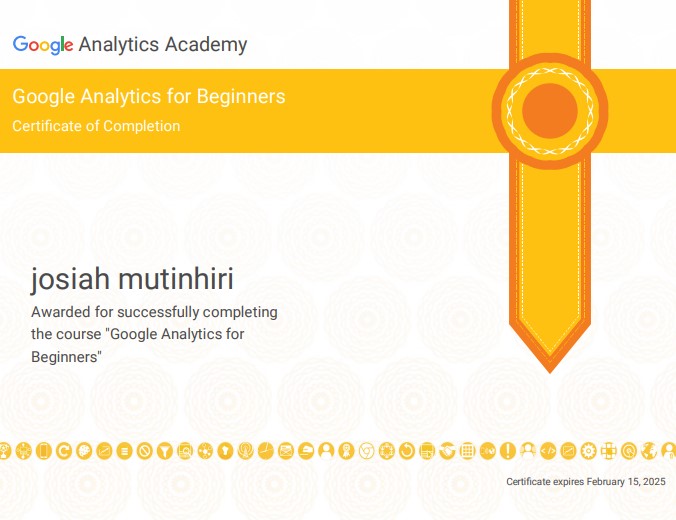 Google Analytics Academy
Google Analytics for Beginners
Certificate of Completion
josiah mutinhiri
Awarded for successfully completing
the course "Google Analytics for
Beginners"
Certificate expires February 15, 2025